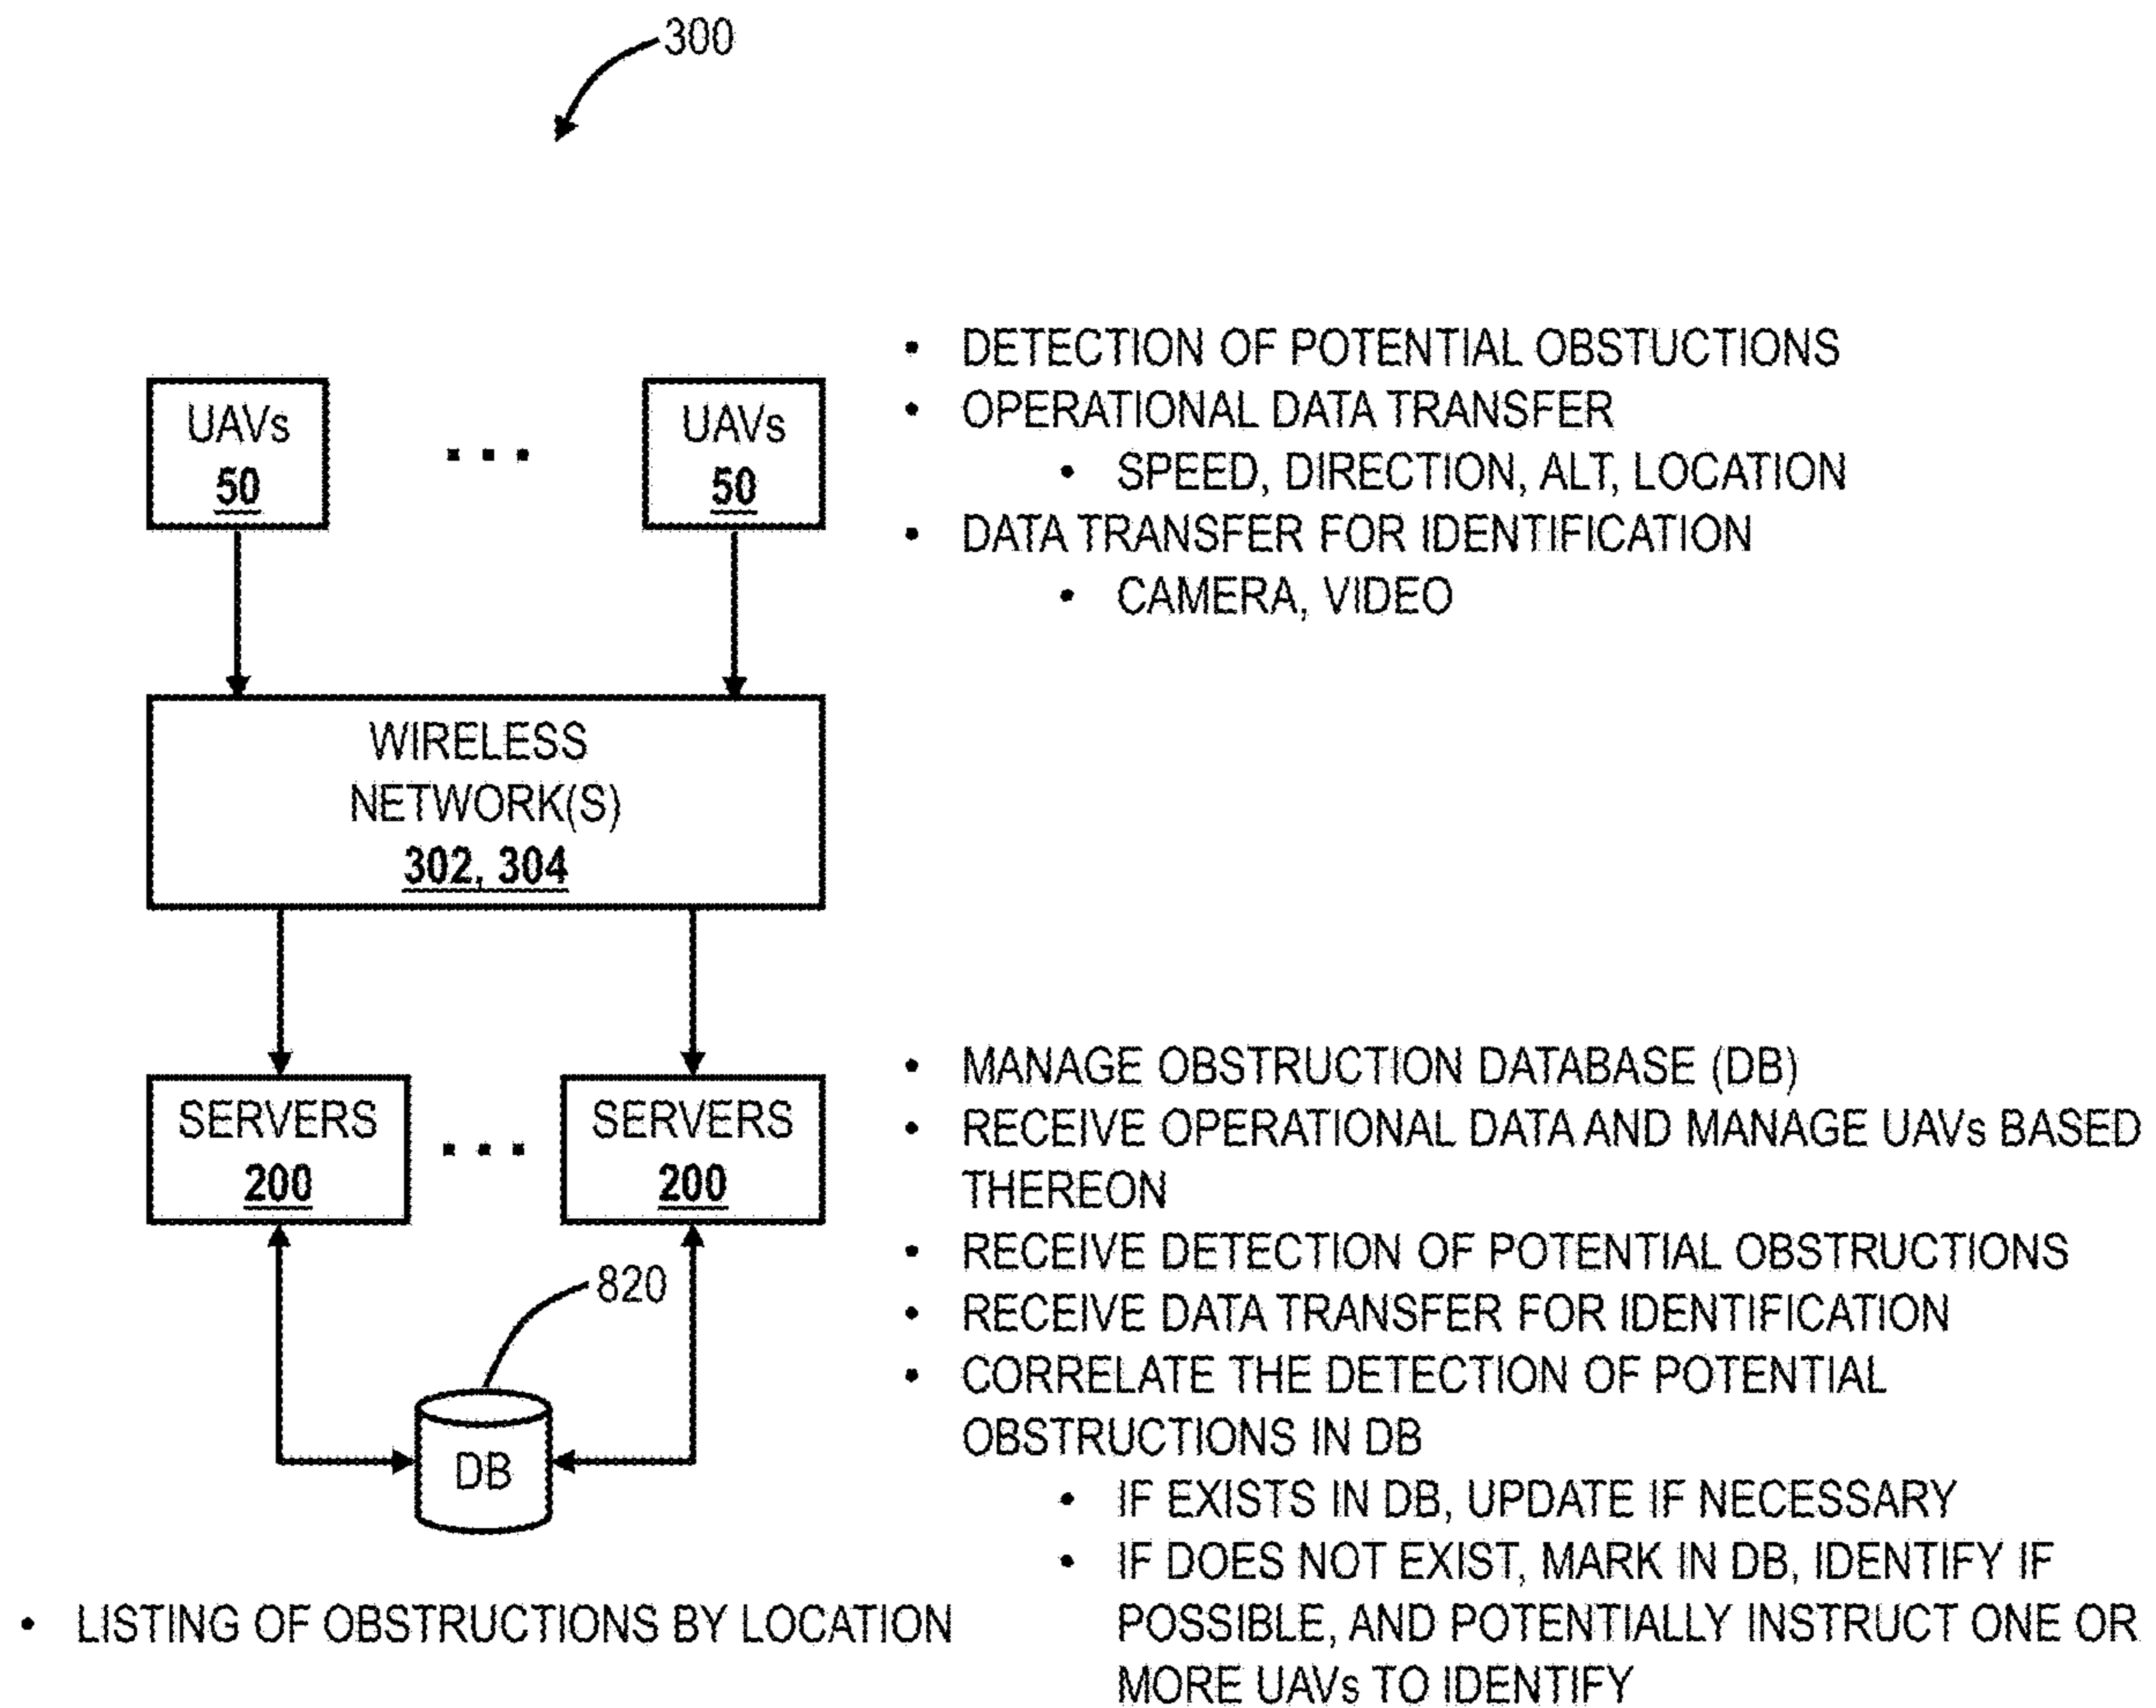 300
UAVs
50
...
UAVs
50
• DETECTION OF POTENTIAL OBSTUCTIONS
• OPERATIONAL DATA TRANSFER
• SPEED, DIRECTION, ALT, LOCATION
• DATA TRANSFER FOR IDENTIFICATION
• CAMERA, VIDEO
WIRELESS
NETWORK(S)
302, 304
SERVERS
200
...
SERVERS
200
820
DB
• LISTING OF OBSTRUCTIONS BY LOCATION
• MANAGE OBSTRUCTION DATABASE (DB)
• RECEIVE OPERATIONAL DATA AND MANAGE UAVs BASED
THEREON
• RECEIVE DETECTION OF POTENTIAL OBSTRUCTIONS
• RECEIVE DATA TRANSFER FOR IDENTIFICATION
• CORRELATE THE DETECTION OF POTENTIAL
OBSTRUCTIONS IN DB
• IF EXISTS IN DB, UPDATE IF NECESSARY
• IF DOES NOT EXIST, MARK IN DB, IDENTIFY IF
POSSIBLE, AND POTENTIALLY INSTRUCT ONE OR
MORE UAVs TO IDENTIFY